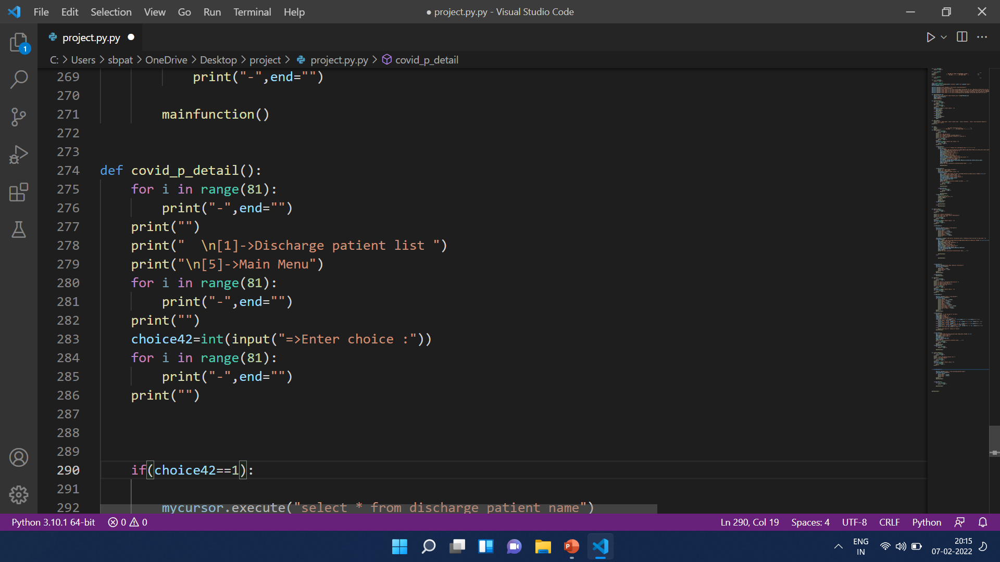 File Edit Selection View Go Run Terminal Help
● project.py.py - Visual Studio Code
project.py.py
1
C: > Users > sbpat > OneDrive > Desktop > project > project.py.py > covid_p_detail
269 print("-",end="")
270
271 mainfunction()
272
273
274 def covid_p_detail():
275 for i in range(81):
276 print("-",end="")
277 print("")
278 print("  \n[1]->Discharge patient list ")
279 print("\n[5]->Main Menu")
280 for i in range(81):
281 print("-",end="")
282 print("")
283 choice42=int(input("=>Enter choice :"))
284 for i in range(81):
285 print("-",end="")
286 print("")
287
288
289
290 if(choice42==1):
291
292 mycursor.execute("select * from discharge_patient_name")
Python 3.10.1 64-bit 0 0 Ln 290, Col 19 Spaces: 4 UTF-8 CRLF Python
ENG
IN
20:15
07-02-2022